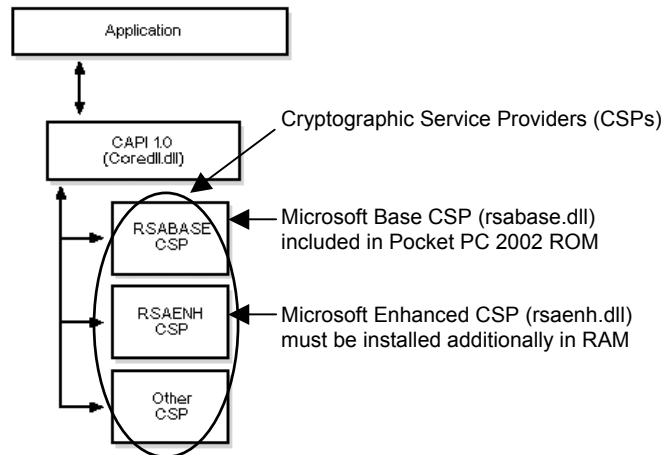 Application
Cryptographic Service Providers (CSPs)
CAPI 1.0
(Coredll.dll)
RSABASE
CSP
Microsoft Base CSP (rsabase.dll)
included in Pocket PC 2002 ROM
RSAENH
CSP
Microsoft Enhanced CSP (rsaenh.dll)
must be installed additionally in RAM
Other
CSP